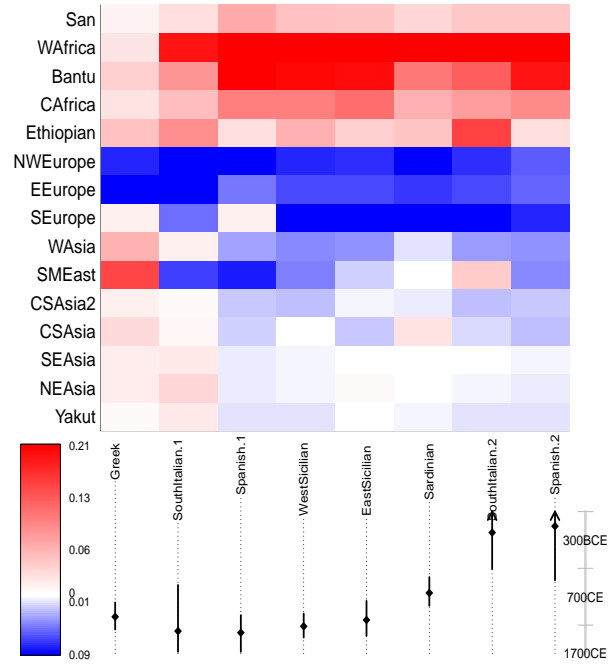 San
WAfrica
Bantu
CAfrica
Ethiopian
NWEurope
EEurope
SEurope
WAsia
SMEast
CSAsia2
CSAsia
SEAsia
NEAsia
Yakut
0.21
0.13
0.06
0
0.01
0.05
0.09
Greek
SouthItalian.1
Spanish.1
WestSicilian
EastSicilian
Sardinian
SouthItalian.2
Spanish.2
300BCE
700CE
1700CE